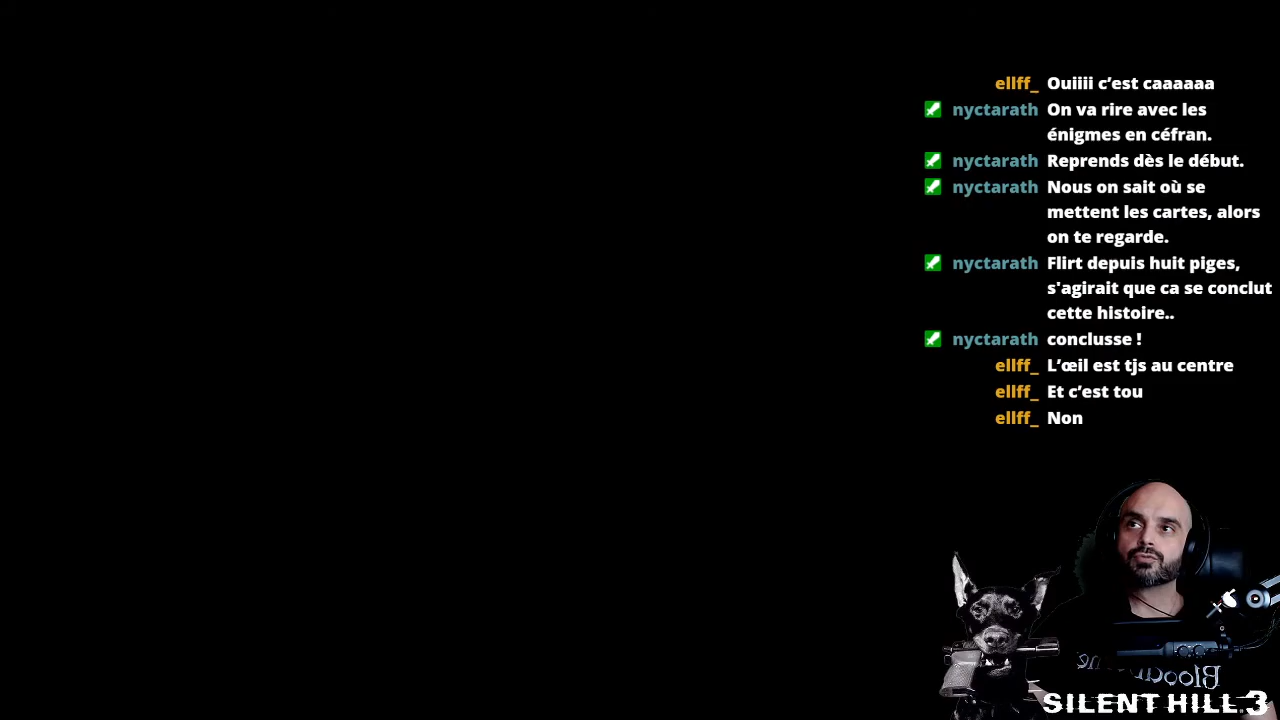 ellff_ Ouiiii c’est caaaaaa
nyctarath On va rire avec les
énigmes en céfran.
nyctarath Reprends dès le début.
nyctarath Nous on sait où se
mettent les cartes, alors
on te regarde.
nyctarath Flirt depuis huit piges,
s'agirait que ca se conclut
cette histoire..
nyctarath conclusse !
ellff_ L’œil est tjs au centre
ellff_ Et c’est tou
ellff_ Non
SILENT HILL 3